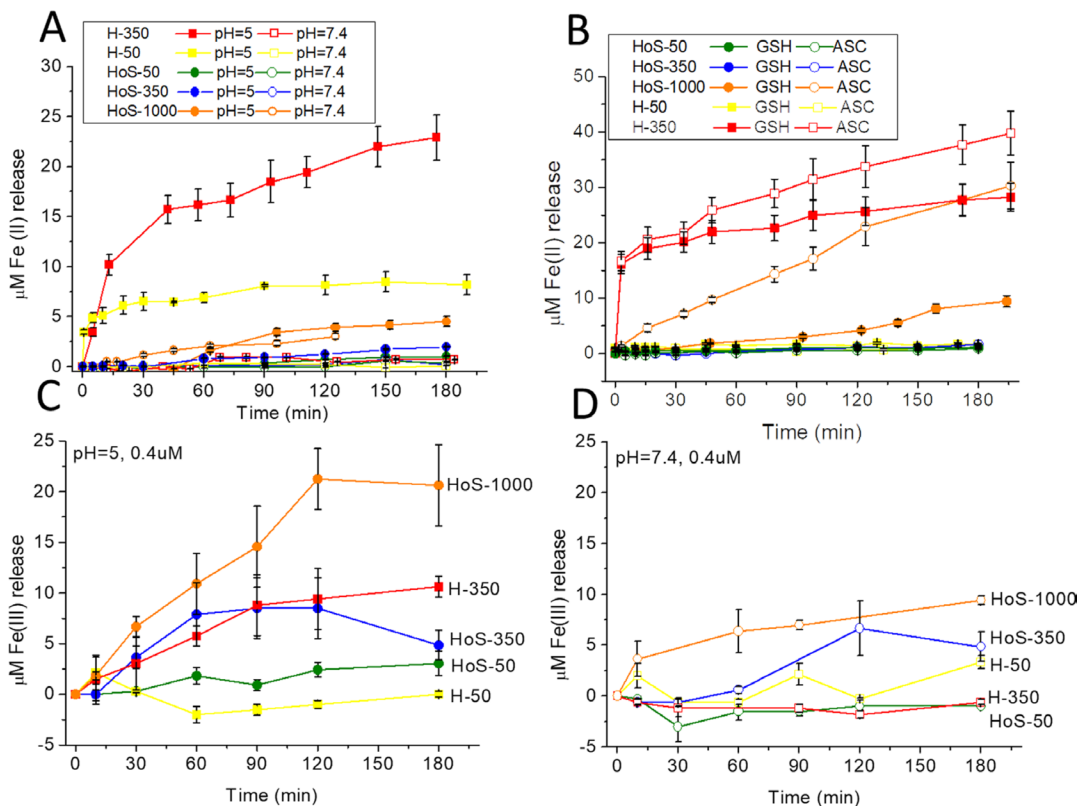 A
H-350 pH=5 pH=7.4
H-50 pH=5 pH=7.4
HoS-50 pH=5 pH=7.4
HoS-350 pH=5 pH=7.4
HoS-1000 pH=5 pH=7.4
μM Fe (II) release
30
25
20
15
10
5
0
0 30 60 90 120 150 180
Time (min)
B
HoS-50 GSH ASC
HoS-350 GSH ASC
HoS-1000 GSH ASC
H-50 GSH ASC
H-350 GSH ASC
μM Fe(II) release
50
40
30
20
10
0
0 30 60 90 120 150 180
Time (min)
C
pH=5, 0.4uM
μM Fe(III) release
25
20
15
10
5
0
-5
HoS-1000
H-350
HoS-350
HoS-50
H-50
0 30 60 90 120 150 180
Time (min)
D
pH=7.4, 0.4uM
μM Fe(III) release
25
20
15
10
5
0
-5
HoS-1000
HoS-350
H-50
H-350
HoS-50
0 30 60 90 120 150 180
Time (min)